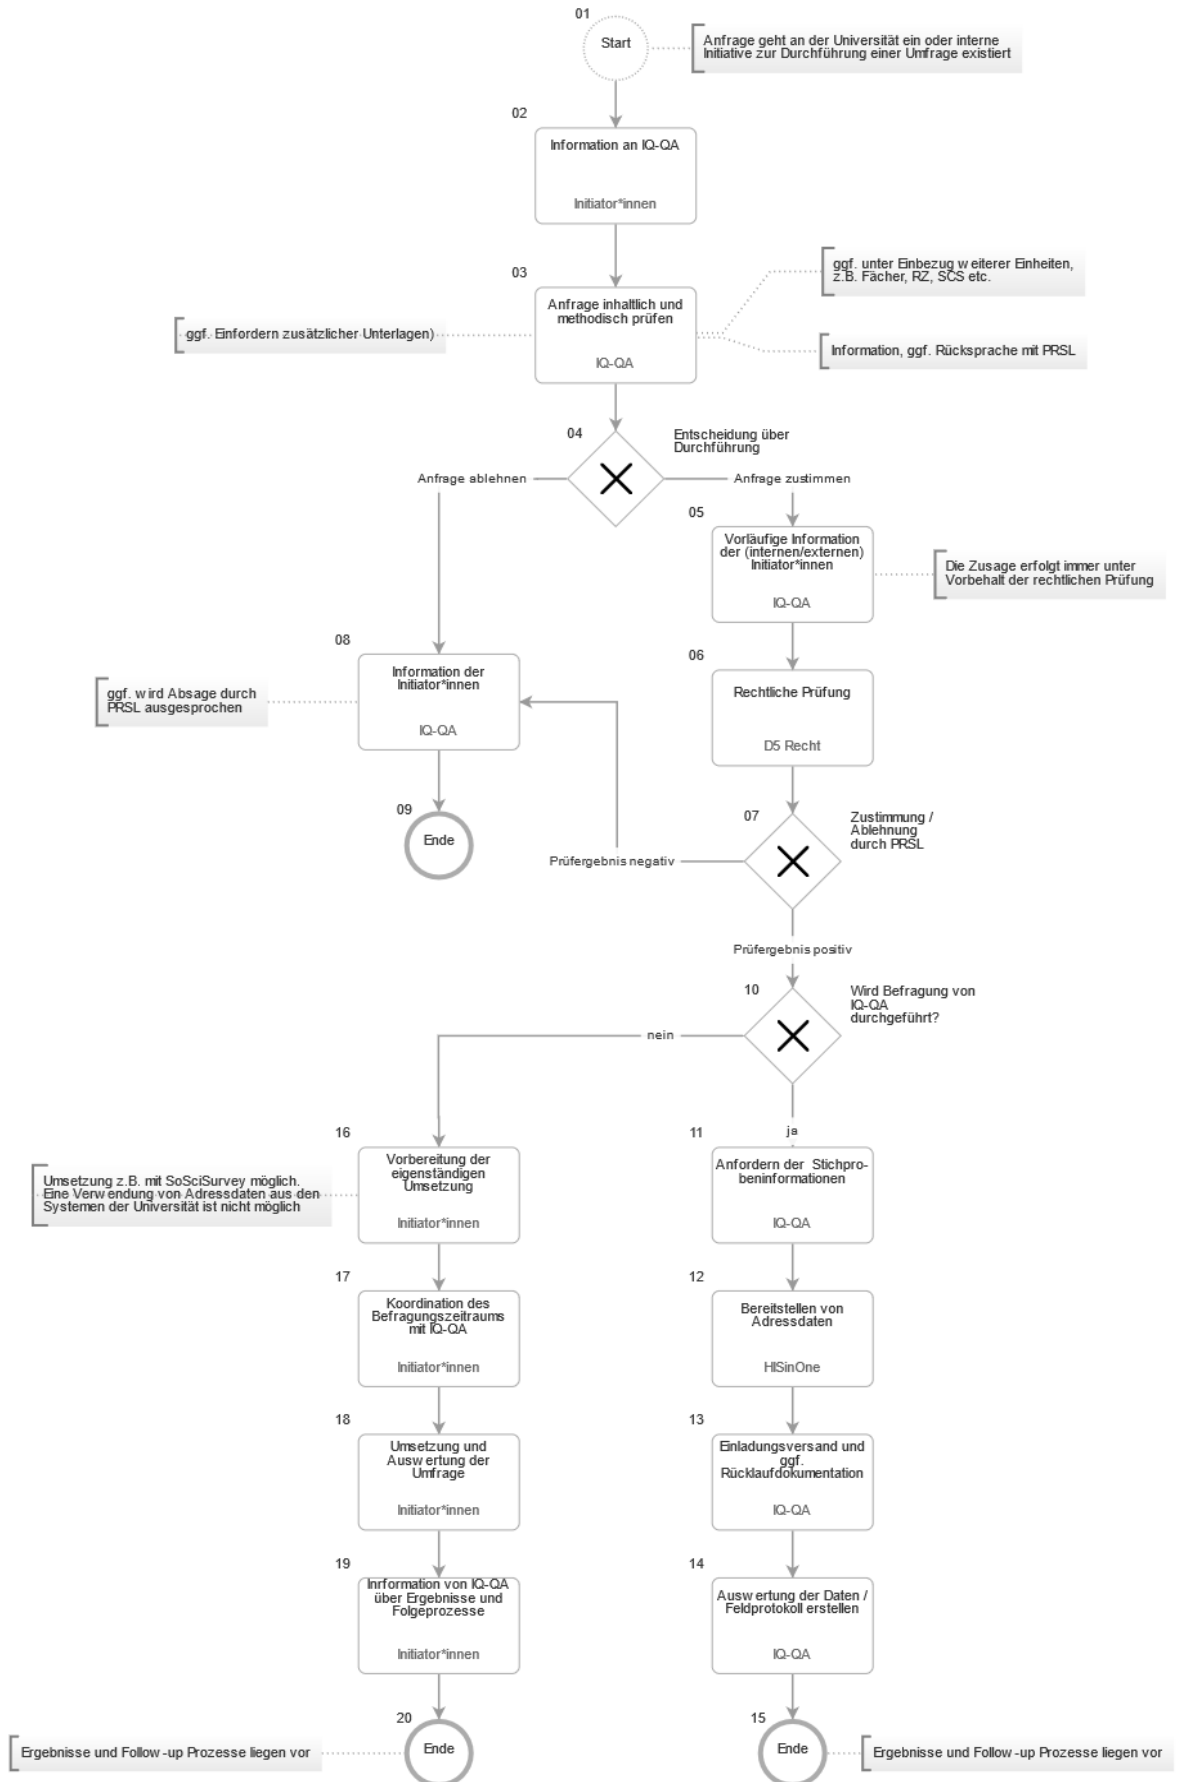 01
Start
Anfrage geht an der Universität ein oder interne
Initiative zur Durchführung einer Umfrage existiert
02
Information an IQ-QA
Initiator*innen
03
Anfrage inhaltlich und
methodisch prüfen
IQ-QA
ggf. unter Einbezug weiterer Einheiten,
z.B. Fächer, RZ, SCS etc.
ggf. Einfordern zusätzlicher Unterlagen)
Information, ggf. Rücksprache mit PRSL
04
Entscheidung über
Durchführung
Anfrage ablehnen
Anfrage zustimmen
05
Vorläufige Information
der (internen/externen)
Initiator*innen
IQ-QA
Die Zusage erfolgt immer unter
Vorbehalt der rechtlichen Prüfung
08
Information der
Initiator*innen
IQ-QA
ggf. wird Absage durch
PRSL ausgesprochen
06
Rechtliche Prüfung
D5 Recht
09
Ende
07
Zustimmung /
Ablehnung
durch PRSL
Prüfergebnis negativ
Prüfergebnis positiv
10
Wird Befragung von
IQ-QA
durchgeführt?
nein
ja
16
Vorbereitung der
eigenständigen
Umsetzung
Initiator*innen
Umsetzung z.B. mit SoSciSurvey möglich.
Eine Verwendung von Adressdaten aus den
Systemen der Universität ist nicht möglich
11
Anfordern der Stichpro-
beninformationen
IQ-QA
17
Koordination des
Befragungszeitraums
mit IQ-QA
Initiator*innen
12
Bereitstellen von
Adressdaten
HISinOne
18
Umsetzung und
Auswertung der
Umfrage
Initiator*innen
13
Einladungsversand und
ggf.
Rücklaufdokumentation
IQ-QA
19
Inrformation von IQ-QA
über Ergebnisse und
Folgeprozesse
Initiator*innen
14
Auswertung der Daten /
Feldprotokoll erstellen
IQ-QA
20
Ende
Ergebnisse und Follow-up Prozesse liegen vor
15
Ende
Ergebnisse und Follow-up Prozesse liegen vor